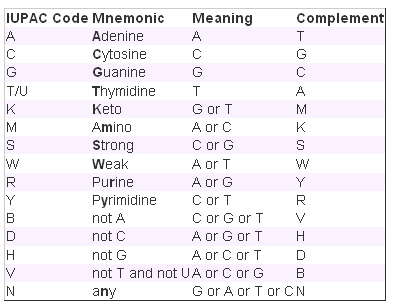 IUPAC Code Mnemonic Meaning Complement
A Adenine A T
C Cytosine C G
G Guanine G C
T/U Thymidine T A
K Keto G or T M
M Amino A or C K
S Strong C or G S
W Weak A or T W
R Purine A or G Y
Y Pyrimidine C or T R
B not A C or G or T V
D not C A or G or T H
H not G A or C or T D
V not T and not U A or C or G B
N any G or A or T or C N